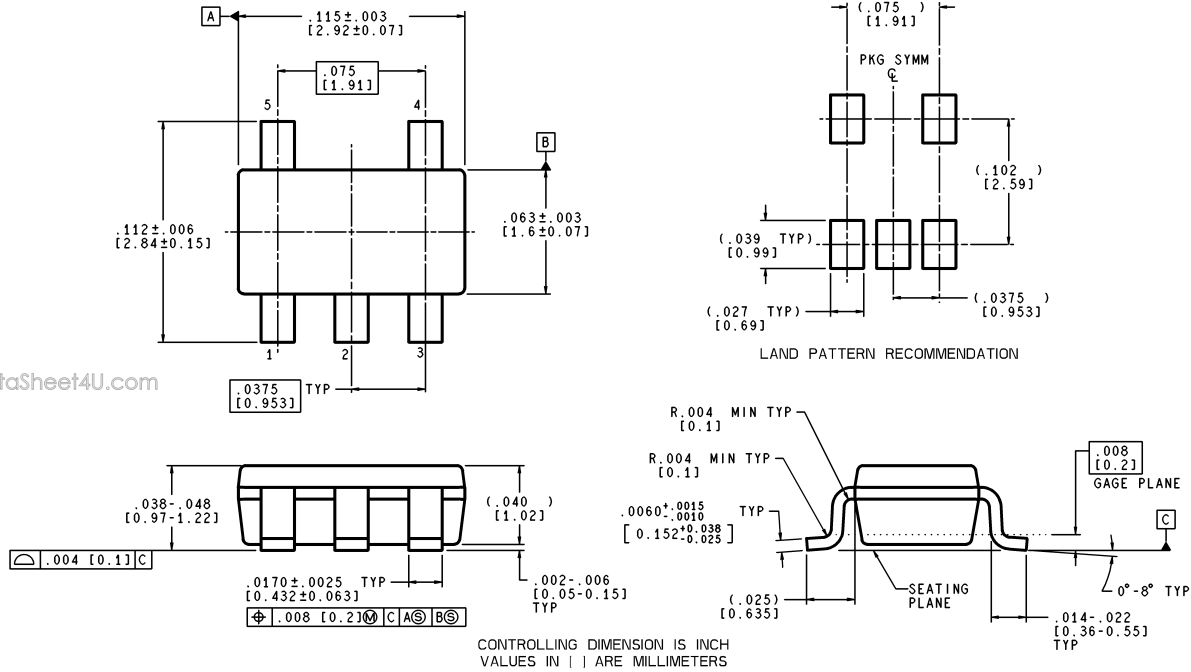 A
.115±.003
[2.92±0.07]
.075
[1.91]
5
4
B
.112±.006
[2.84±0.15]
.063±.003
[1.6±0.07]
1
2
3
.0375 TYP
[0.953]
taSheet4U.com
(.075 )
[1.91]
PKG SYMM
℄
(.102 )
[2.59]
(.039 TYP)
[0.99]
(.027 TYP)
[0.69]
(.0375 )
[0.953]
LAND PATTERN RECOMMENDATION
.038-.048
[0.97-1.22]
(.040 )
[1.02]
⌓ .004 [0.1] C
.0170±.0025 TYP
[0.432±0.063]
⌖ .008 [0.2]Ⓜ C AⓈ BⓈ
.002-.006
[0.05-0.15]
TYP
R.004 MIN TYP
[0.1]
R.004 MIN TYP
[0.1]
.0060+.0015 -.0010 TYP
[0.152+0.038 -0.025]
.008
[0.2]
GAGE PLANE
C
0°-8° TYP
SEATING
PLANE
(.025)
[0.635]
.014-.022
[0.36-0.55]
TYP
CONTROLLING DIMENSION IS INCH
VALUES IN [ ] ARE MILLIMETERS